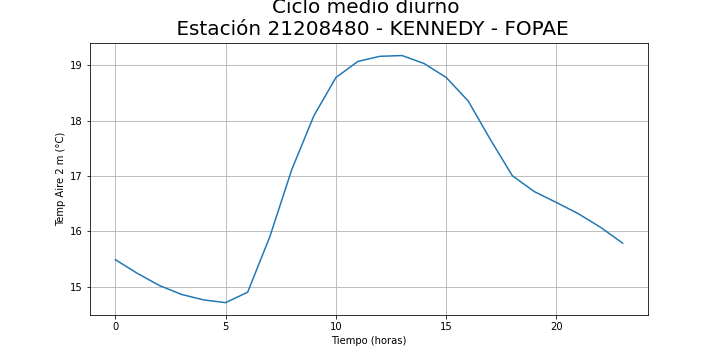 Ciclo medio diurno
Estación 21208480 - KENNEDY - FOPAE
19
18
17
16
15
Temp Aire 2 m (°C)
0 5 10 15 20
Tiempo (horas)